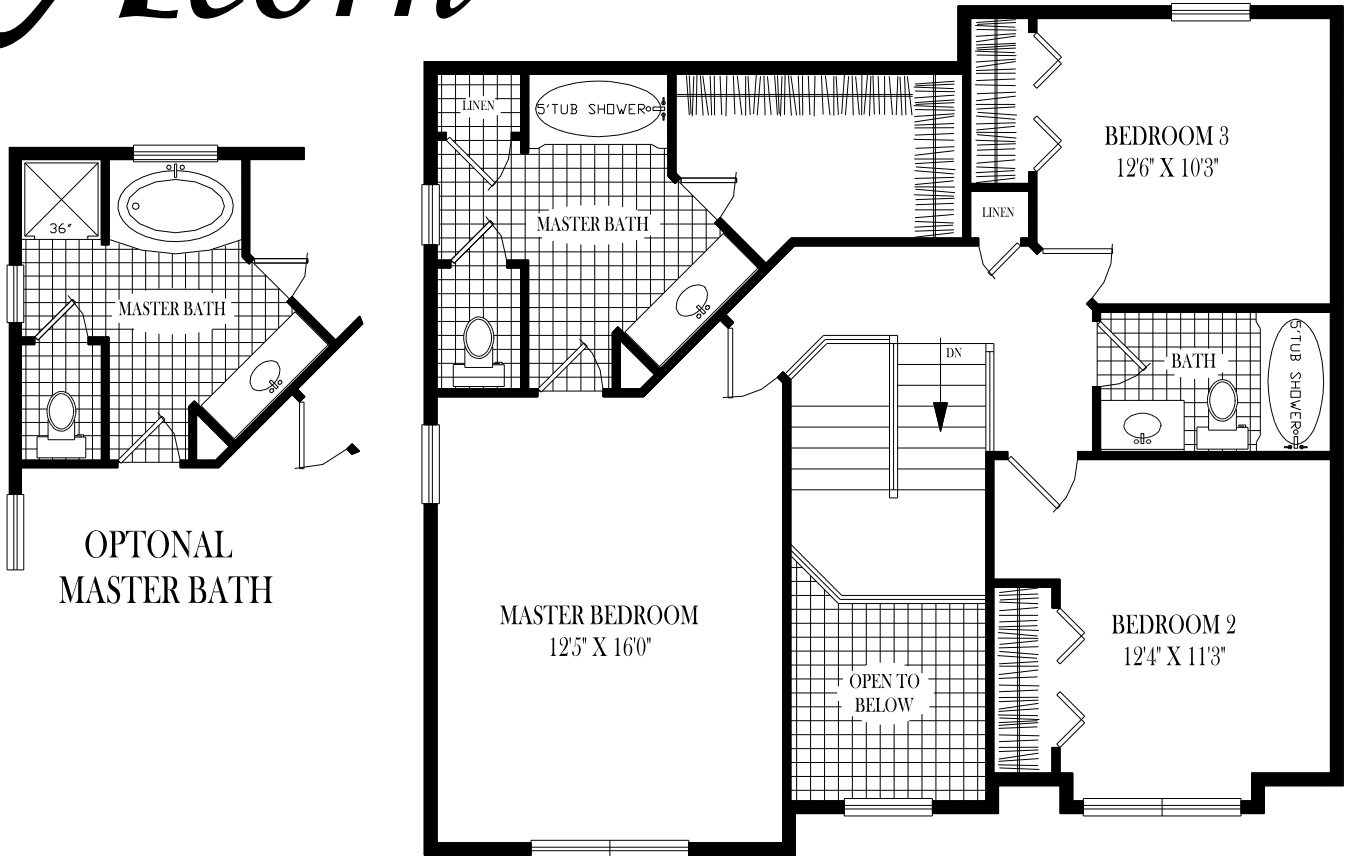 LINEN
5'TUB SHOWER
BEDROOM 3
12'6" X 10'3"
36"
MASTER BATH
LINEN
MASTER BATH
DN
BATH
5'TUB SHOWER
OPTONAL
MASTER BATH
MASTER BEDROOM
12'5" X 16'0"
BEDROOM 2
12'4" X 11'3"
OPEN TO
BELOW